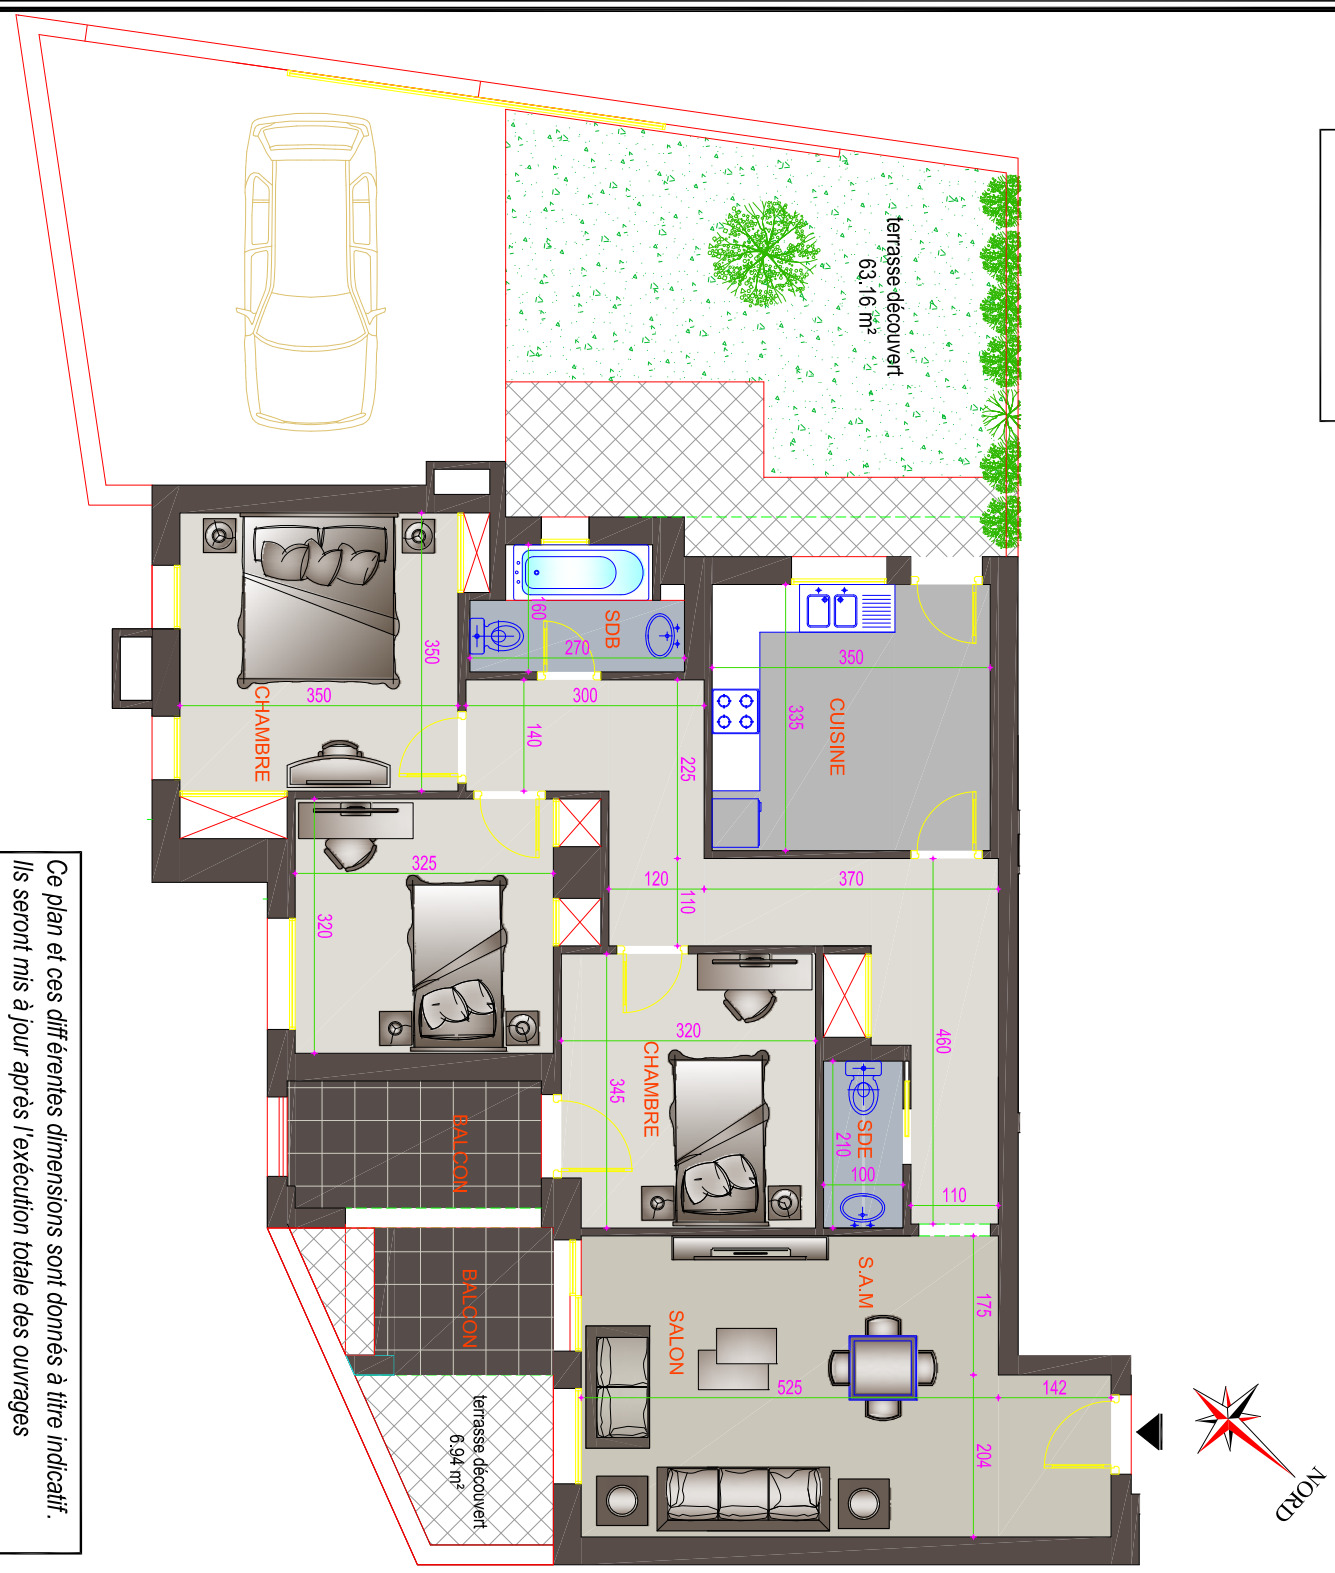 terrasse découvert
63.16 m²
SDB
160
270
350
350
CHAMBRE
300
140
225
350
335
CUISINE
325
320
120
110
370
460
320
345
CHAMBRE
SDE
210
100
110
BALCON
BALCON
S.A.M
SALON
175
525
142
204
terrasse découvert
6.94 m²
NORD
Ce plan et ces différentes dimensions sont donnés à titre indicatif .
Ils seront mis à jour après l'exécution totale des ouvrages